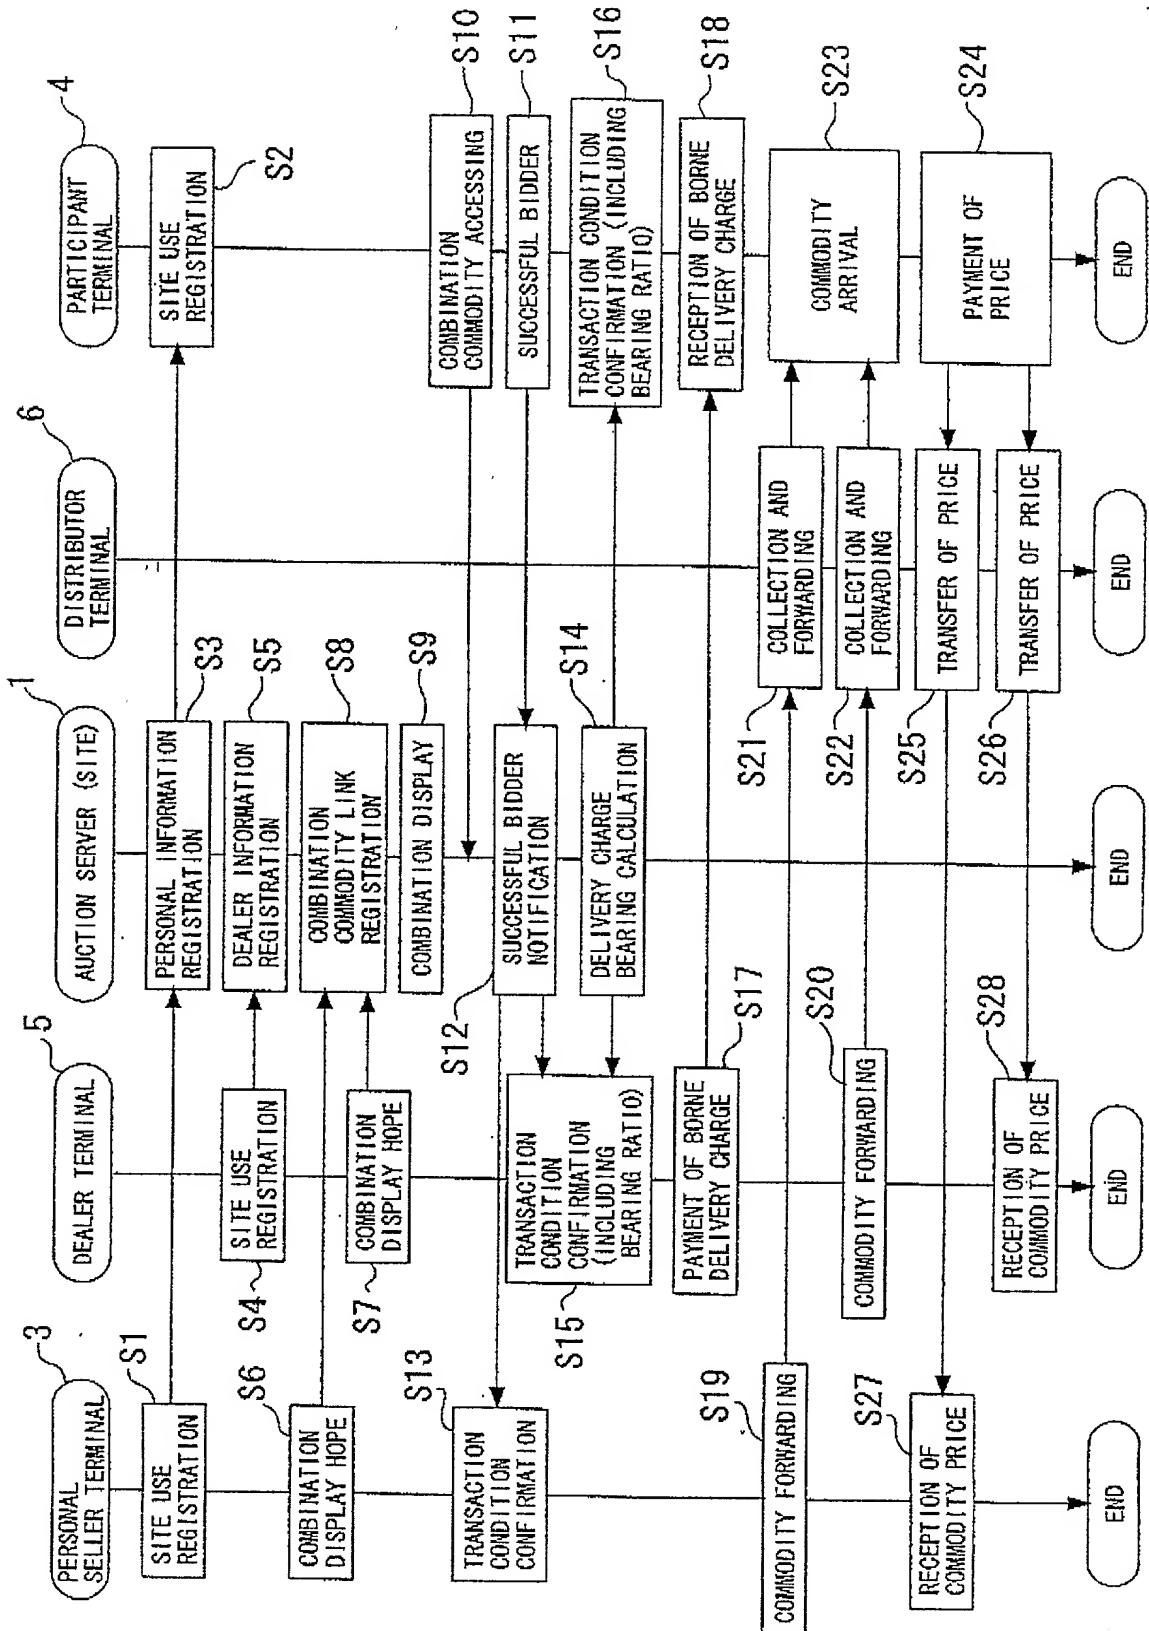 3
PERSONAL
SELLER TERMINAL
S1
SITE USE
REGISTRATION
S6
COMBINATION
DISPLAY HOPE
S13
TRANSACTION
CONDITION
CONFIRMATION
S19
COMMODITY FORWARDING
S27
RECEPTION OF
COMMODITY PRICE
END
5
DEALER TERMINAL
SITE USE
REGISTRATION
S4
COMBINATION
DISPLAY HOPE
S7
TRANSACTION
CONDITION
CONFIRMATION
(INCLUDING
BEARING RATIO)
S15
S17
PAYMENT OF BORNE
DELIVERY CHARGE
S20
COMMODITY FORWARDING
S28
RECEPTION OF
COMMODITY PRICE
END
1
AUCTION SERVER (SITE)
S3
PERSONAL INFORMATION
REGISTRATION
S5
DEALER INFORMATION
REGISTRATION
S8
COMBINATION
COMMODITY LINK
REGISTRATION
S9
COMBINATION DISPLAY
S12
SUCCESSFUL BIDDER
NOTIFICATION
S14
DELIVERY CHARGE
BEARING CALCULATION
END
6
DISTRIBUTOR
TERMINAL
COLLECTION AND
FORWARDING
S21
COLLECTION AND
FORWARDING
S22
TRANSFER OF PRICE
S25
TRANSFER OF PRICE
S26
END
4
PARTICIPANT
TERMINAL
SITE USE
REGISTRATION
S2
S10
COMBINATION
COMMODITY ACCESSING
S11
SUCCESSFUL BIDDER
S16
TRANSACTION CONDITION
CONFIRMATION (INCLUDING
BEARING RATIO)
S18
RECEPTION OF BORNE
DELIVERY CHARGE
S23
COMMODITY
ARRIVAL
S24
PAYMENT OF
PRICE
END